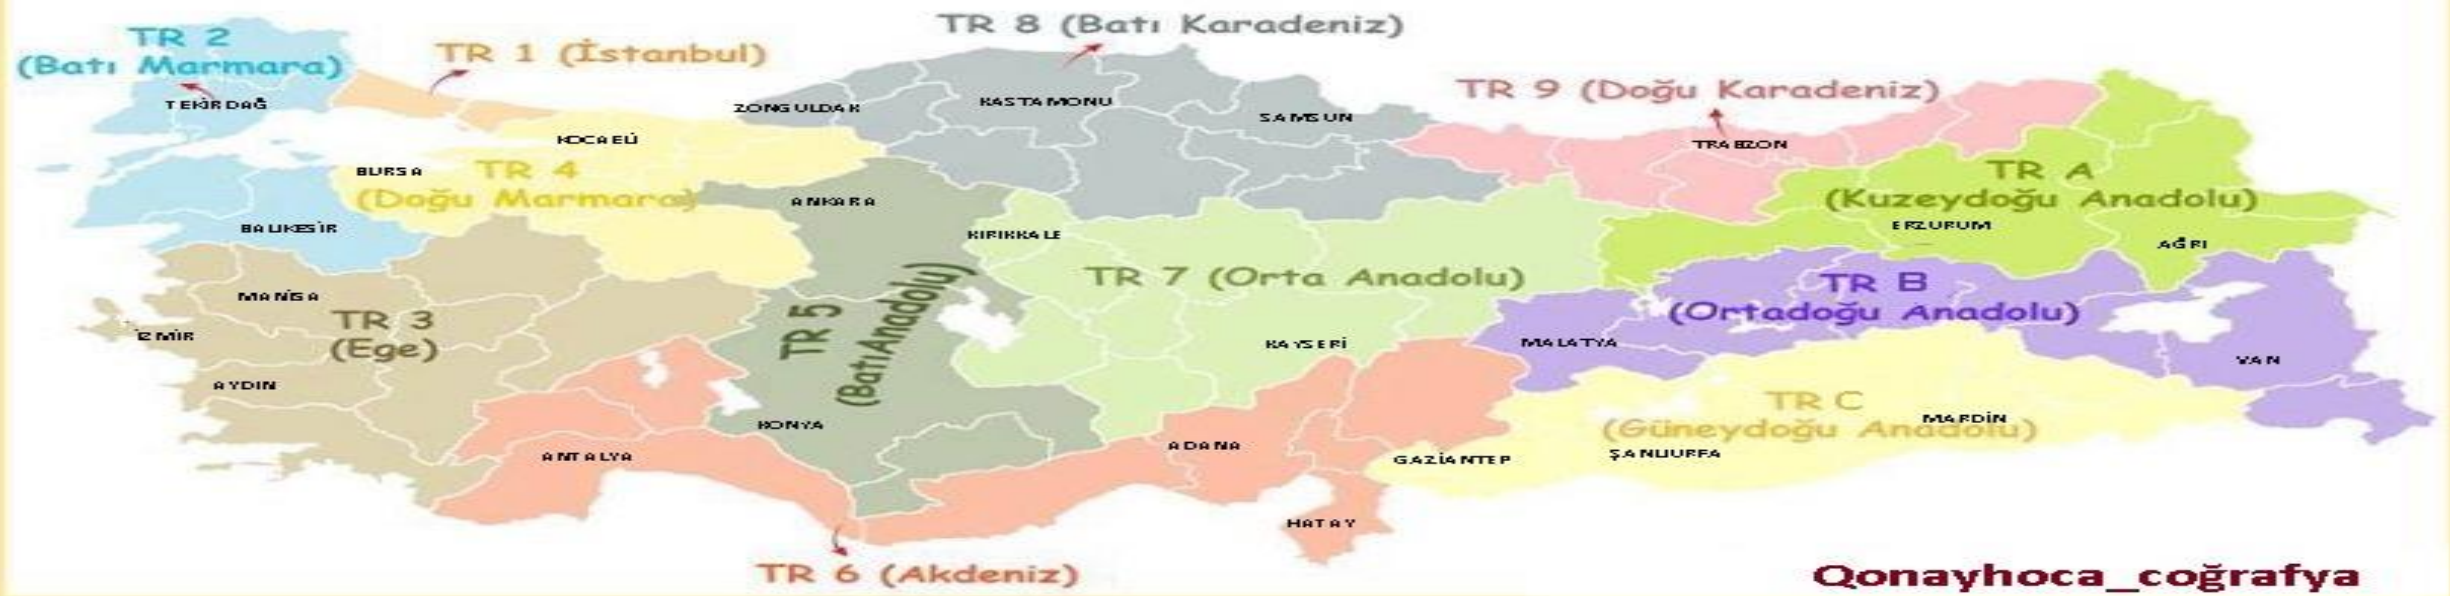 TR 8 (Batı Karadeniz)
TR 2
(Batı Marmara)
TR 1 (İstanbul)
TR 9 (Doğu Karadeniz)
TEKİRDAĞ
ZONGULDAK
KASTAMONU
SAMSUN
KOCAELİ
TRABZON
BURSA
TR 4
(Doğu Marmara)
TR A
(Kuzeydoğu Anadolu)
ANKARA
BALIKESİR
KIRIKKALE
ERZURUM
AĞRI
TR 7 (Orta Anadolu)
TR B
(Ortadoğu Anadolu)
MANİSA
TR 3
(Ege)
İZMİR
TR 5
(Batı Anadolu)
KAYSERİ
MALATYA
VAN
AYDIN
TR C
(Güneydoğu Anadolu)
MARDİN
KONYA
ANTALYA
ADANA
GAZİANTEP
ŞANLIURFA
HATAY
TR 6 (Akdeniz)
Qonayhoca_coğrafya